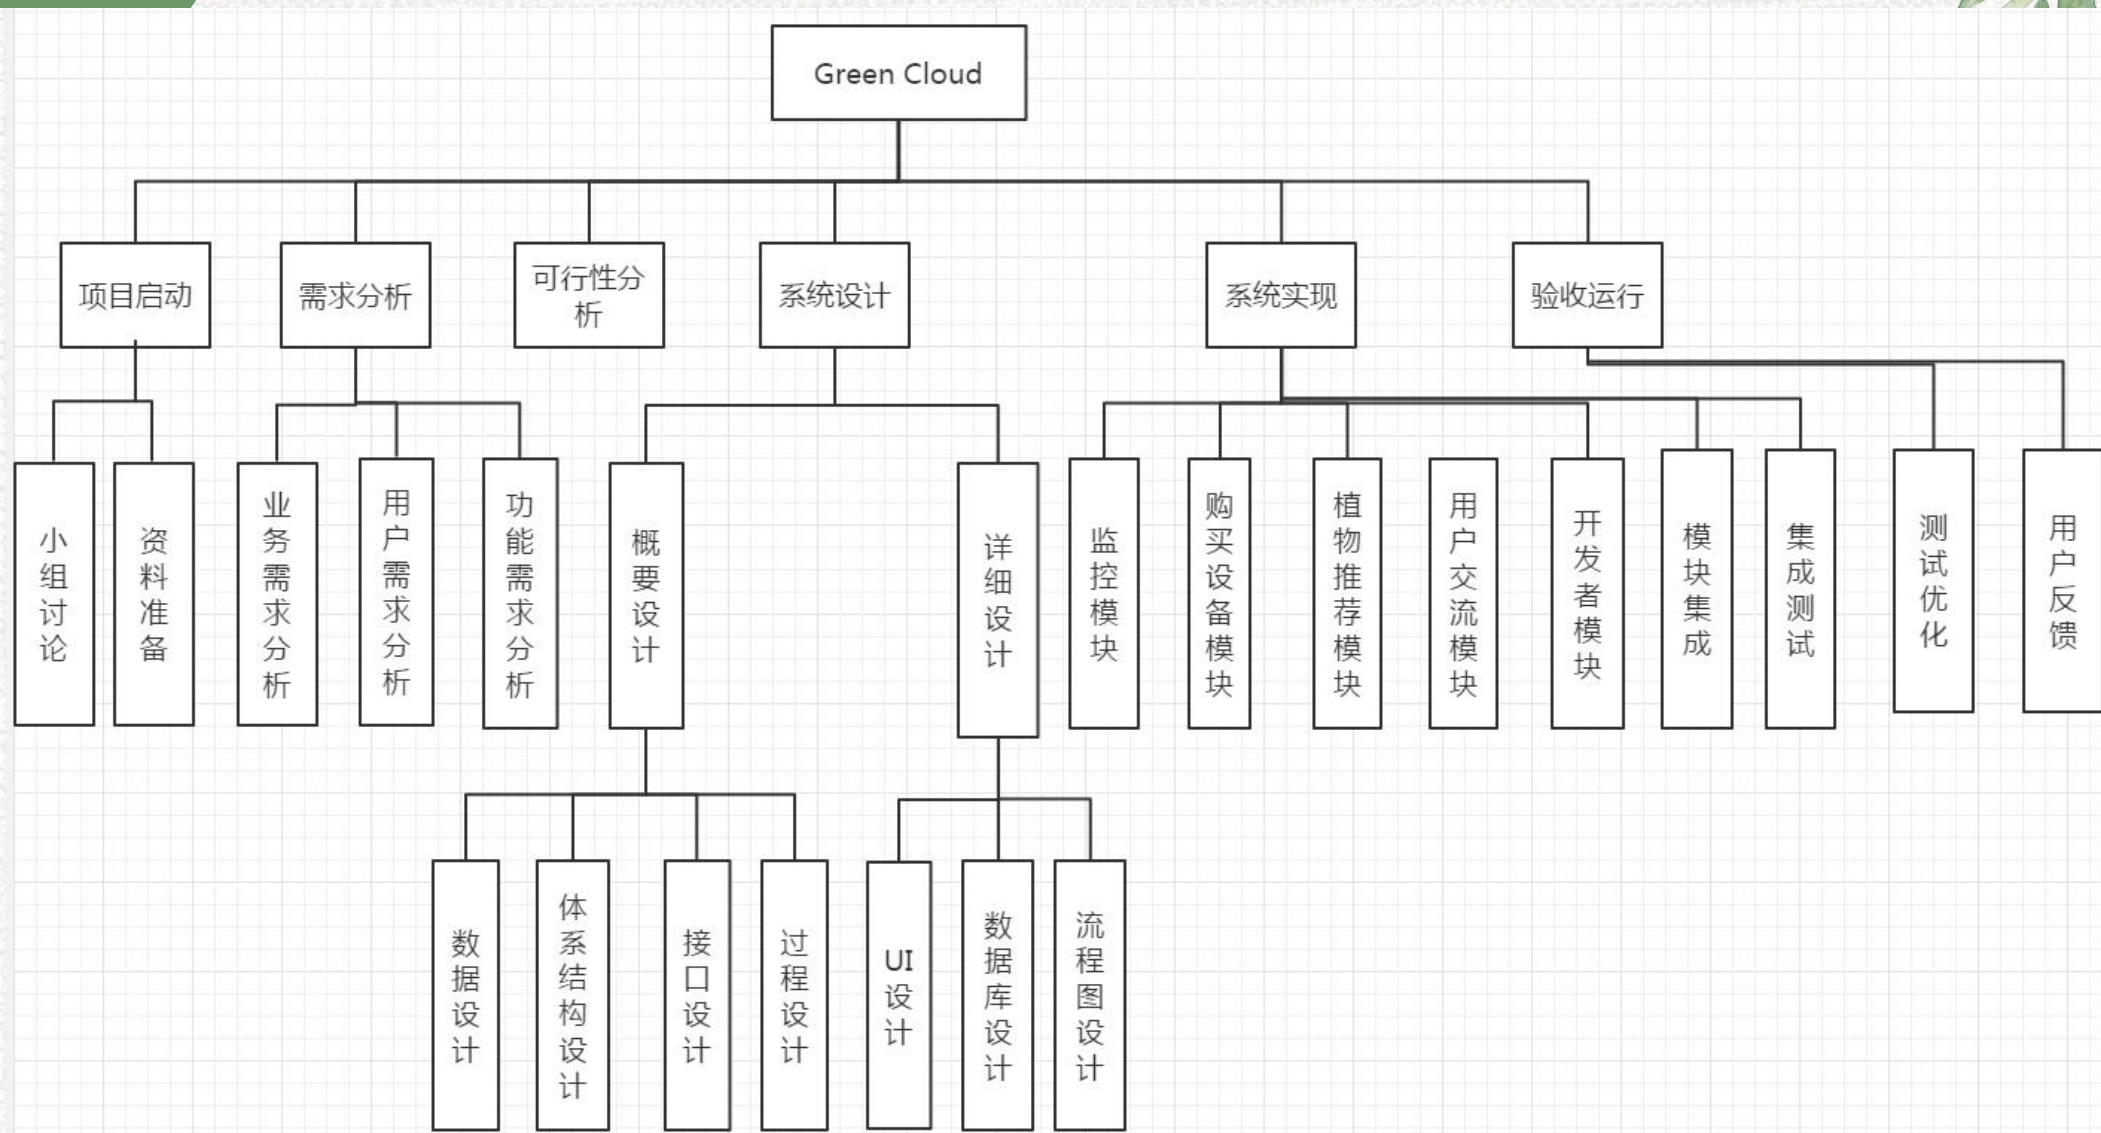 Green Cloud
项目启动
需求分析
可行性分
析
系统设计
系统实现
验收运行
小组讨论
资料准备
业务需求分析
用户需求分析
功能需求分析
概要设计
详细设计
监控模块
购买设备模块
植物推荐模块
用户交流模块
开发者模块
模块集成
集成测试
测试优化
用户反馈
数据设计
体系结构设计
接口设计
过程设计
UI设计
数据库设计
流程图设计